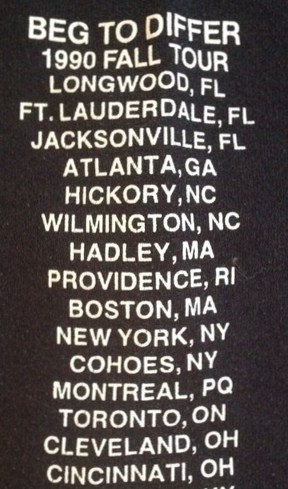 BEG TO DIFFER
1990 FALL TOUR
LONGWOOD, FL
FT. LAUDERDALE, FL
JACKSONVILLE, FL
ATLANTA, GA
HICKORY, NC
WILMINGTON, NC
HADLEY, MA
PROVIDENCE, RI
BOSTON, MA
NEW YORK, NY
COHOES, NY
MONTREAL, PQ
TORONTO, ON
CLEVELAND, OH
CINCINNATI, OH